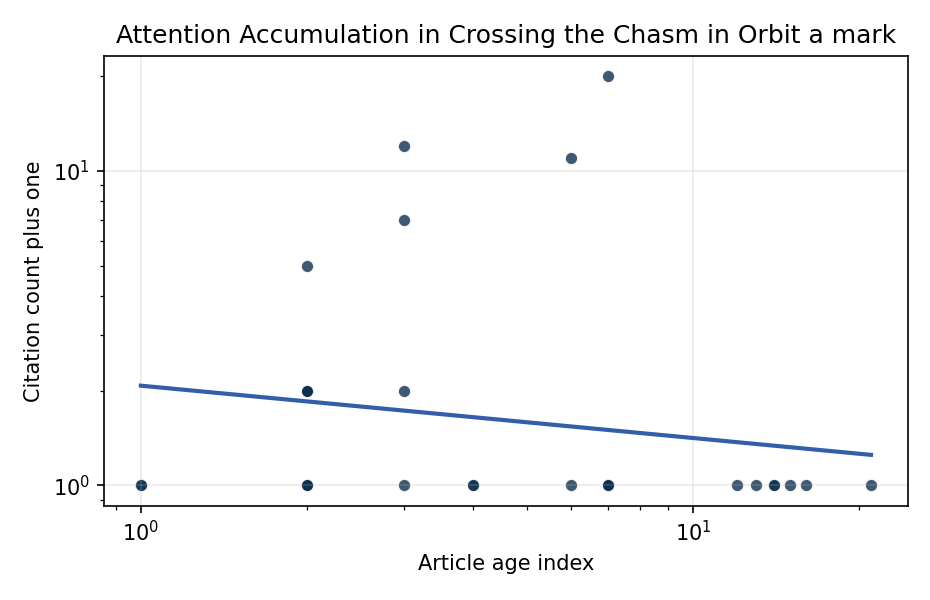 Attention Accumulation in Crossing the Chasm in Orbit a mark
Citation count plus one
10¹
10⁰
10⁰
10¹
Article age index